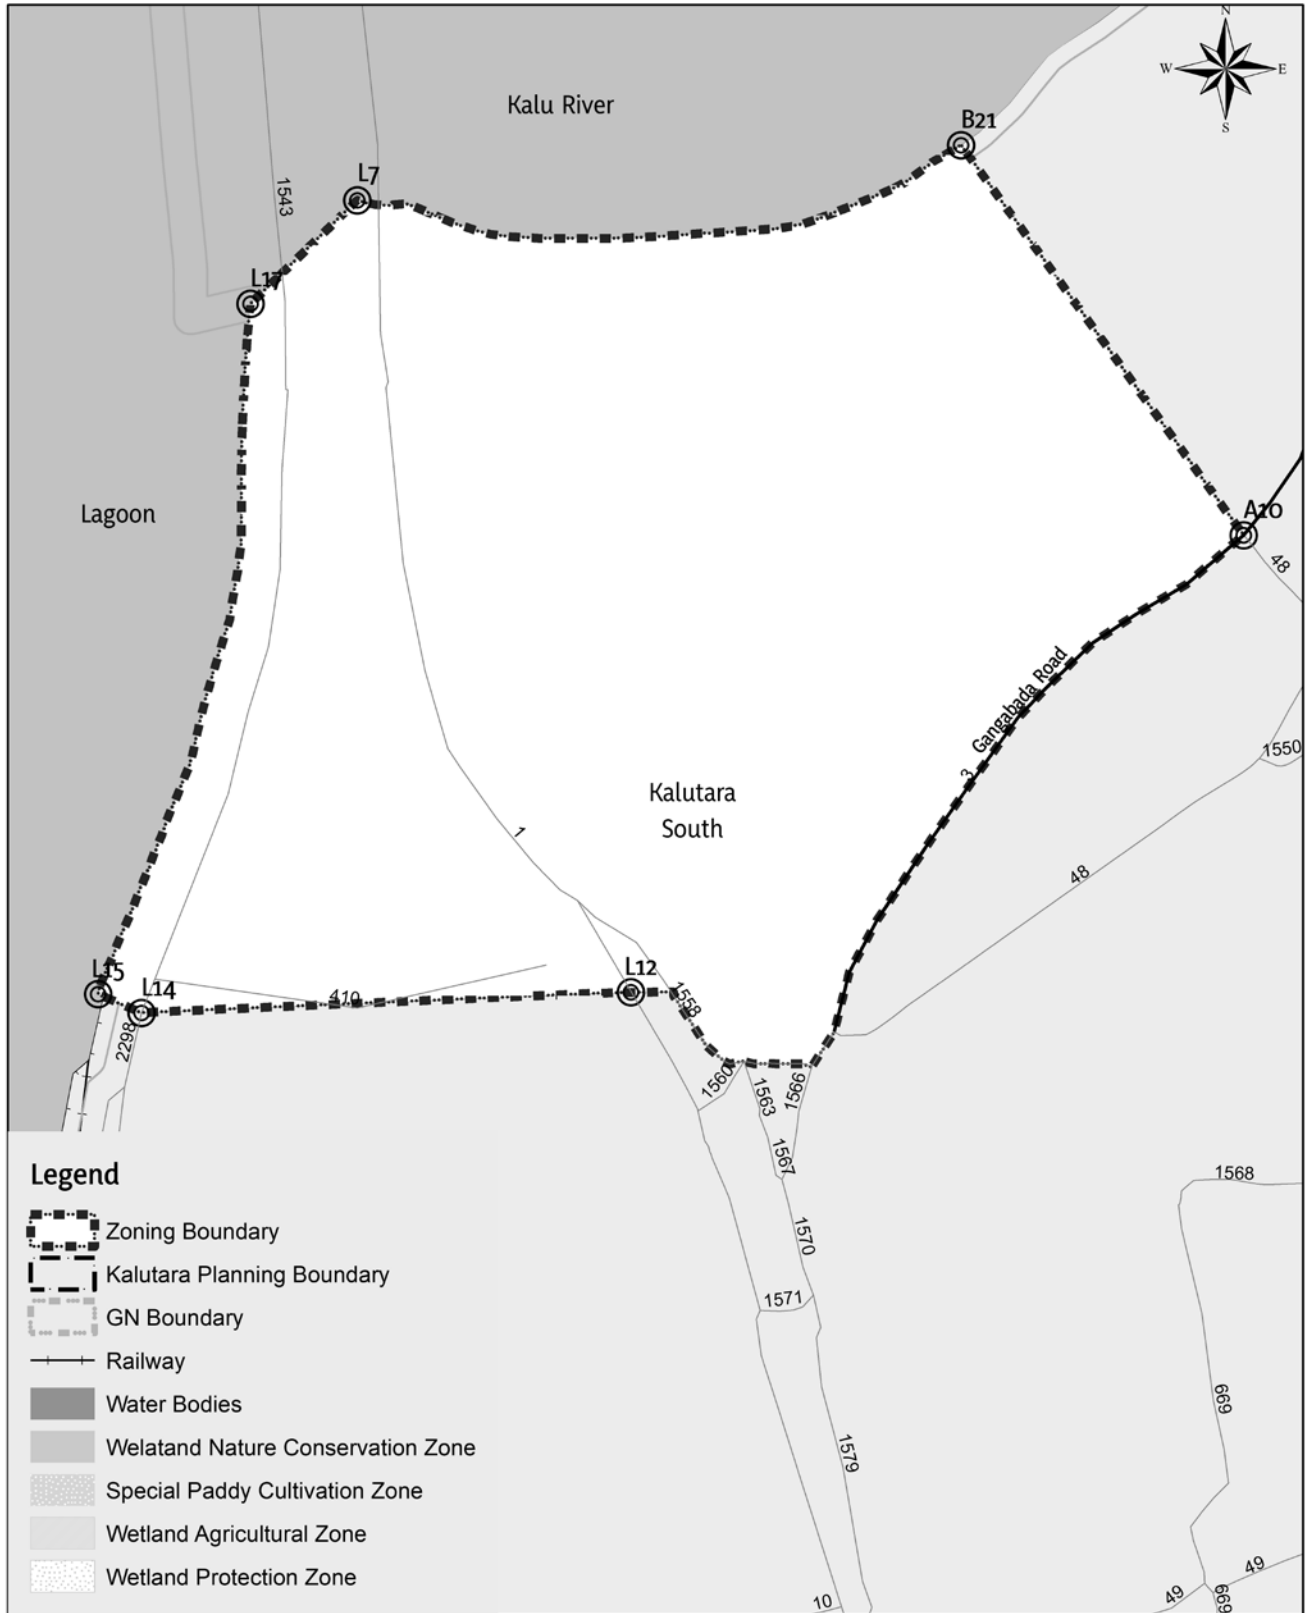 N
W E
S
Kalu River
B21
L7
1543
L17
Lagoon
A10
48
Gangabada Road
3
1550
Kalutara
South
1
48
L15
L14
L12
410
1558
2298
1560
1563
1566
1567
1568
1570
1571
669
1579
49
49
669
10
Legend
Zoning Boundary
Kalutara Planning Boundary
GN Boundary
Railway
Water Bodies
Welatand Nature Conservation Zone
Special Paddy Cultivation Zone
Wetland Agricultural Zone
Wetland Protection Zone